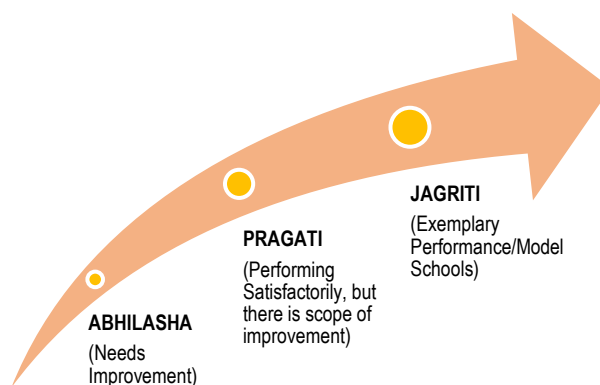 ABHILASHA
(Needs
Improvement)
PRAGATI
(Performing
Satisfactorily, but
there is scope of
improvement)
JAGRITI
(Exemplary
Performance/Model
Schools)